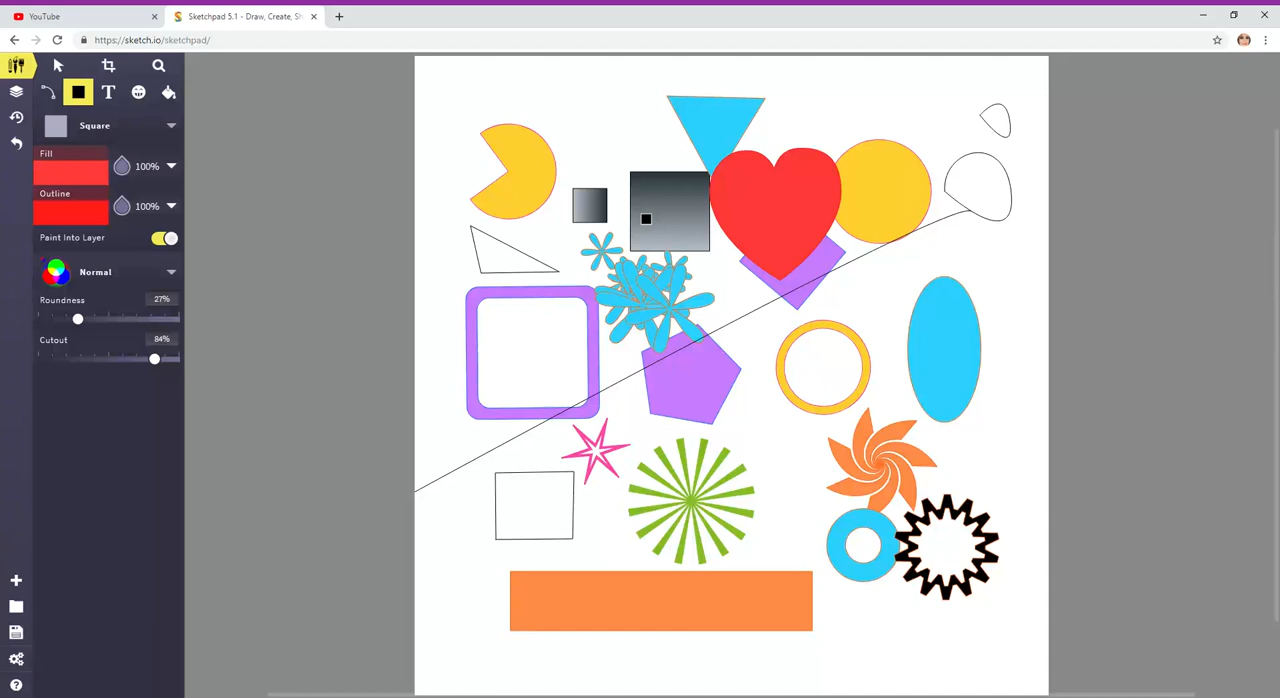 YouTube
Sketchpad 5.1 - Draw, Create, Sh
https://sketch.io/sketchpad/
T
Square
Fill
100%
Outline
100%
Paint Into Layer
Normal
Roundness
27%
Cutout
84%